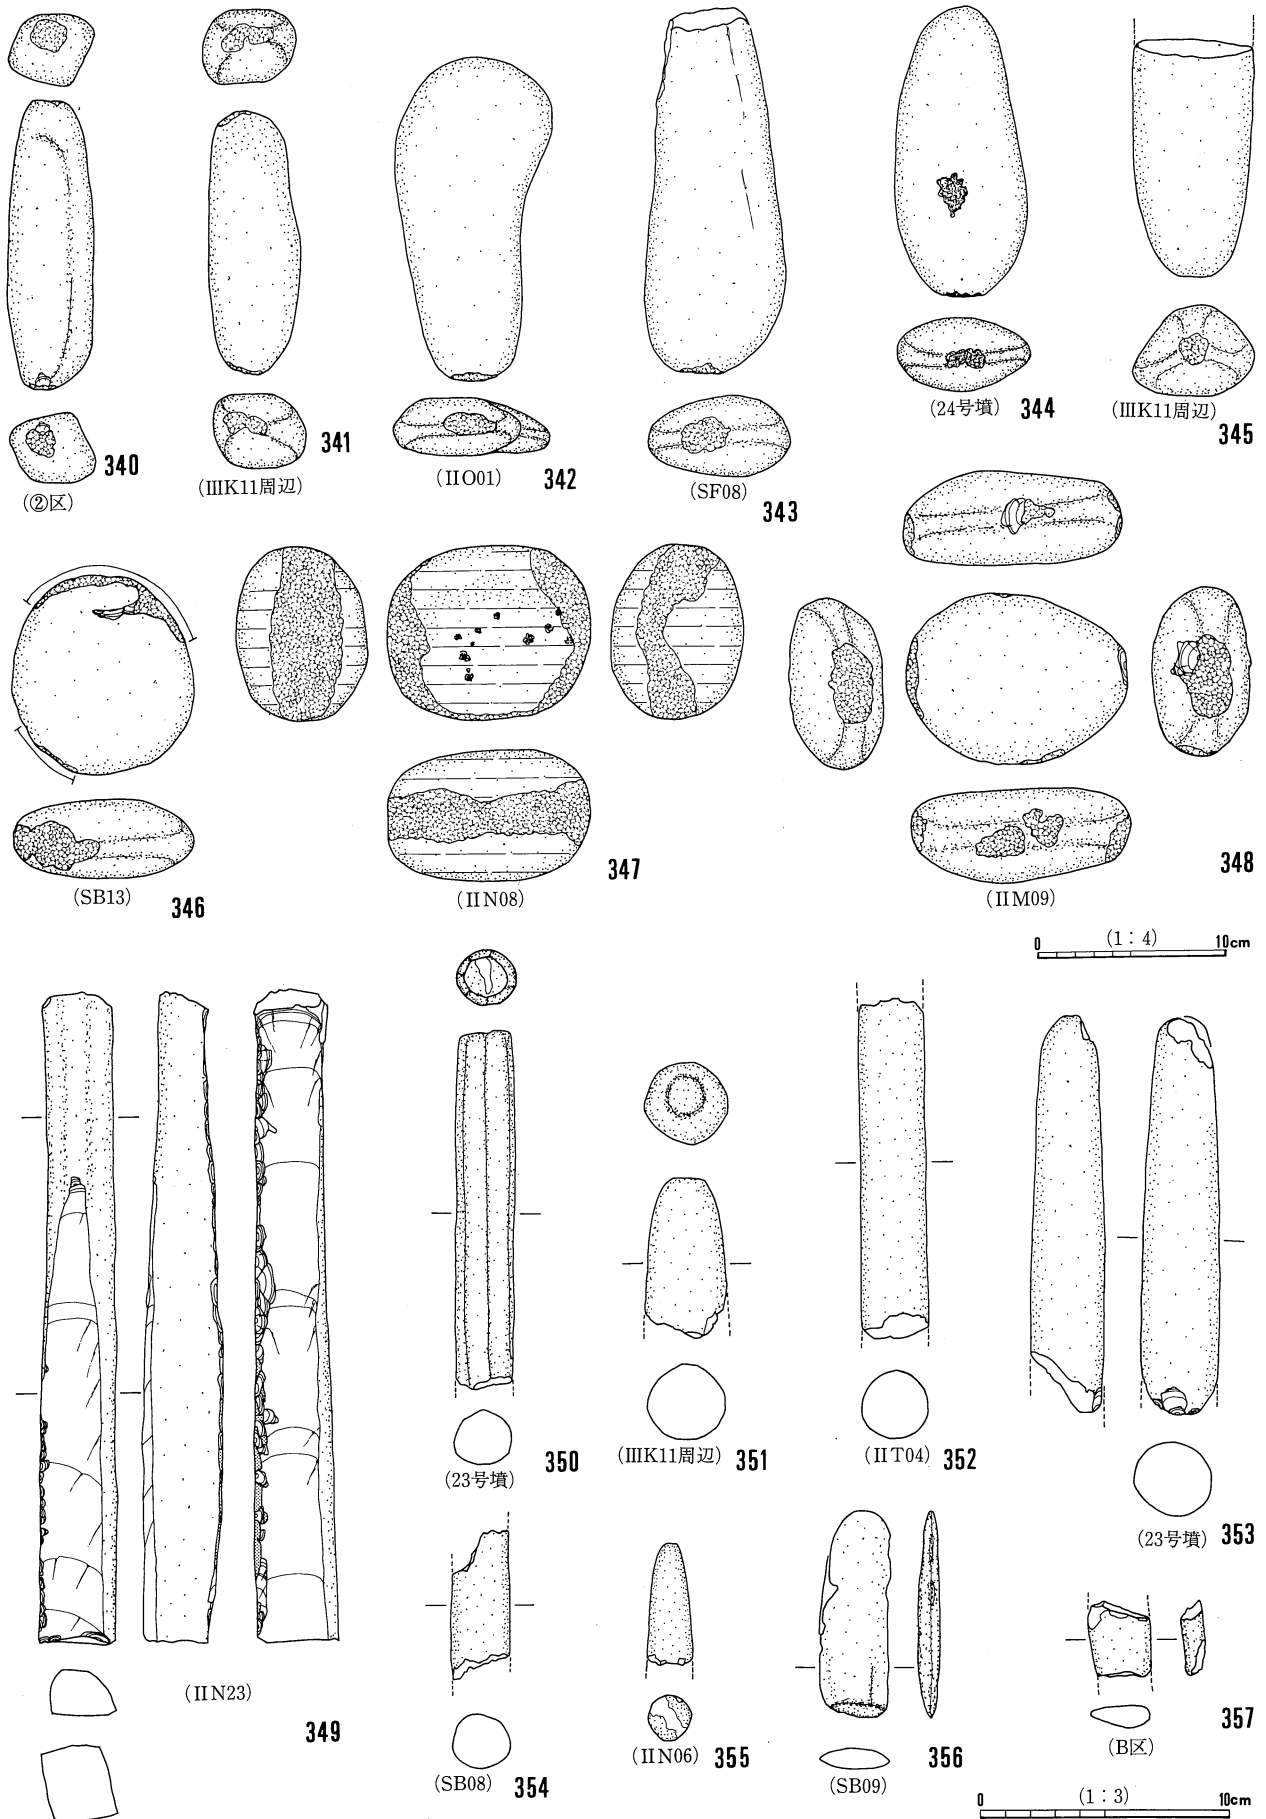 340
(②区)
341
(ⅢK11周辺)
342
(ⅡO01)
343
(SF08)
(24号墳) 344
(ⅢK11周辺)
345
(SB13)
346
347
(ⅡN08)
348
(ⅡM09)
(1:4)
0 10cm
(ⅡN23)
349
350
(23号墳)
(ⅢK11周辺) 351
(ⅡT04) 352
(23号墳) 353
(SB08) 354
(ⅡN06) 355
356
(SB09)
357
(B区)
(1:3)
0 10cm